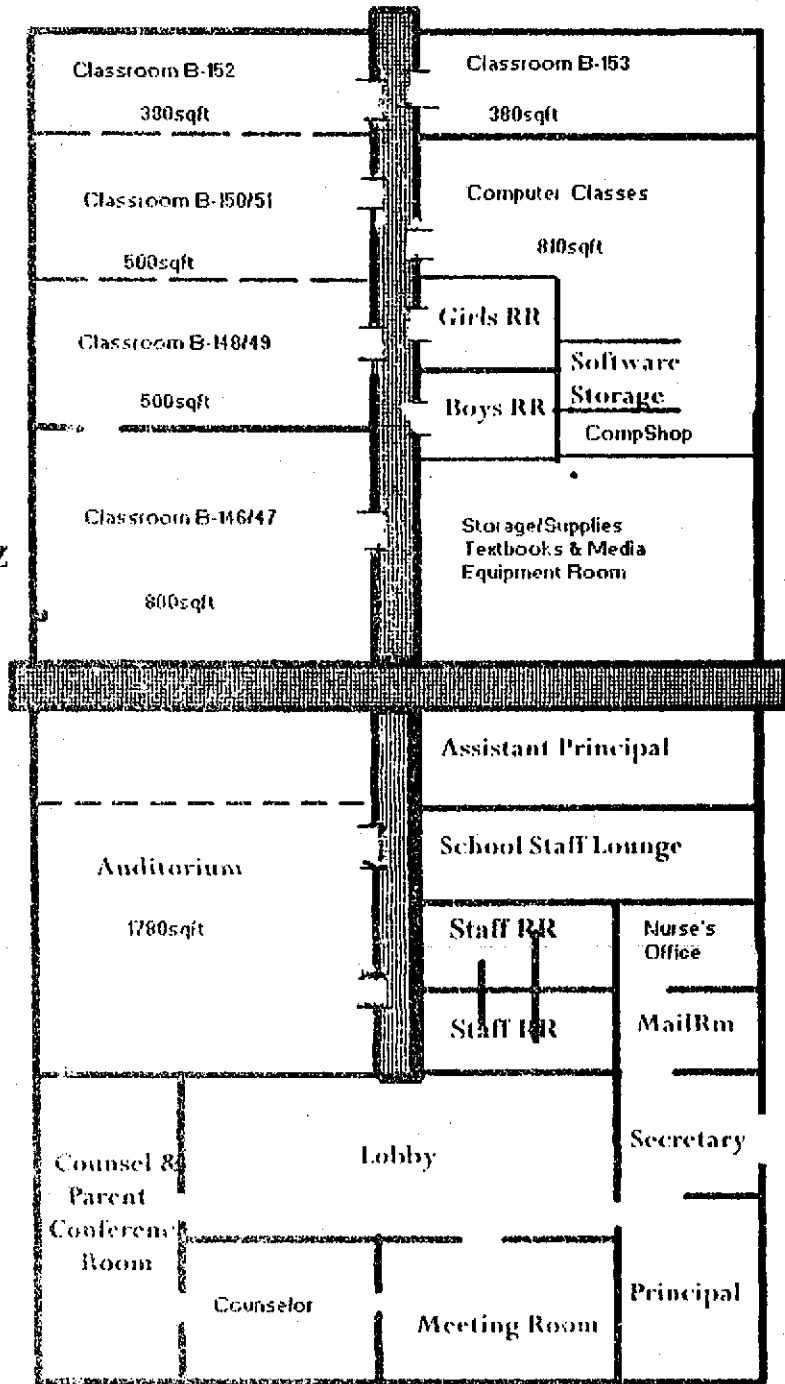 Classroom B-152
380sqft
Classroom B-153
380sqft
Classroom B-150/51
500sqft
Computer Classes
810sqft
Classroom B-148/49
500sqft
Girls RR
Boys RR
Software
Storage
CompShop
Classroom B-146/47
800sqft
Storage/Supplies
Textbooks & Media
Equipment Room
Z
Assistant Principal
School Staff Lounge
Auditorium
1780sqft
Staff RR
Nurse's
Office
Staff RR
MailRm
Counsel &
Parent
Conference
Room
Lobby
Secretary
Counselor
Meeting Room
Principal